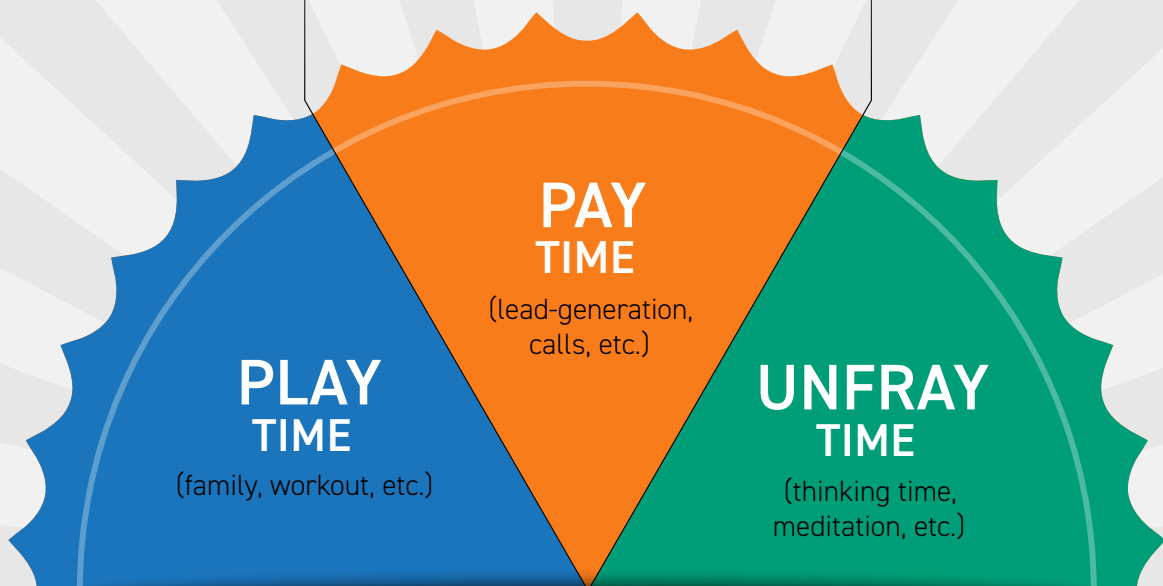 PLAY
TIME
(family, workout, etc.)
PAY
TIME
(lead-generation,
calls, etc.)
UNFRAY
TIME
(thinking time,
meditation, etc.)